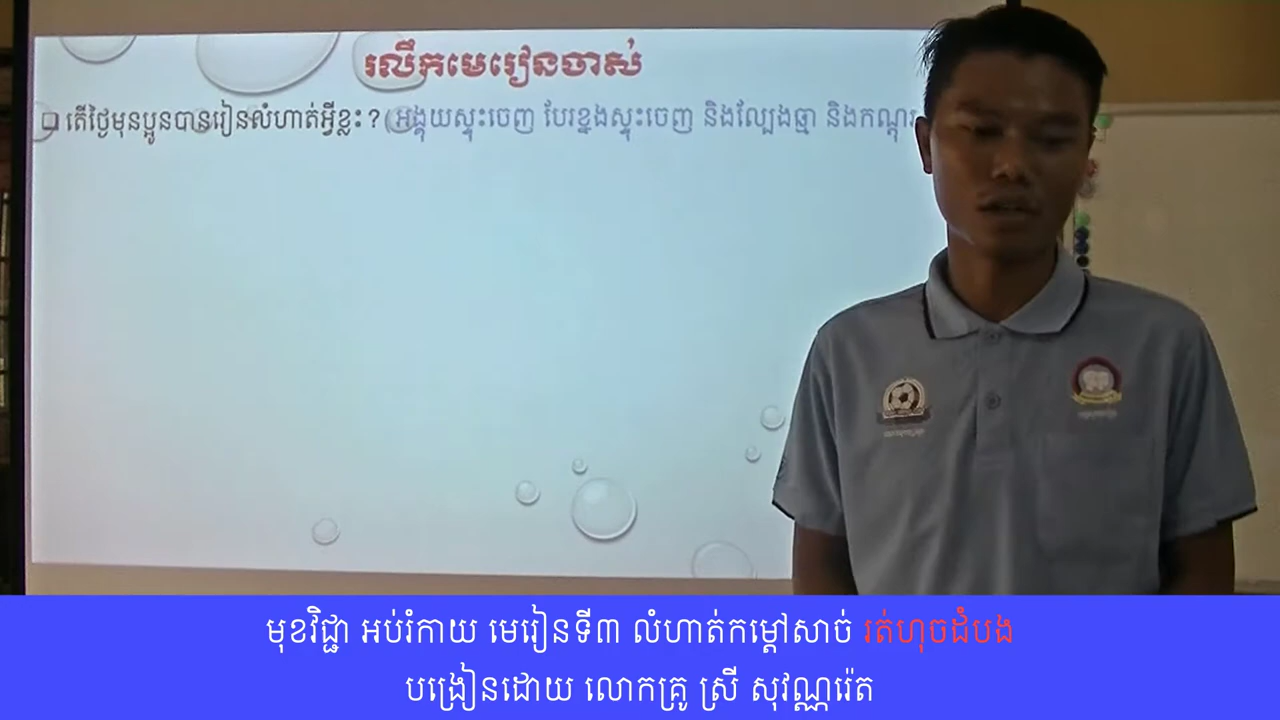 រលឹកមេរៀនចាស់
តើថ្ងៃមុនប្អូនបានរៀនលំហាត់អ្វីខ្លះ? (អង្គុយស្ទុះចេញ បែរខ្នងស្ទុះចេញ និងល្បែងឆ្មា និងកណ្តុរ
មុខវិជ្ជា អប់រំកាយ មេរៀនទី៣ លំហាត់កម្តៅសាច់ រត់ហុចដំបង
បង្រៀនដោយ លោកគ្រូ ស្រី សុវណ្ណរ៉េត